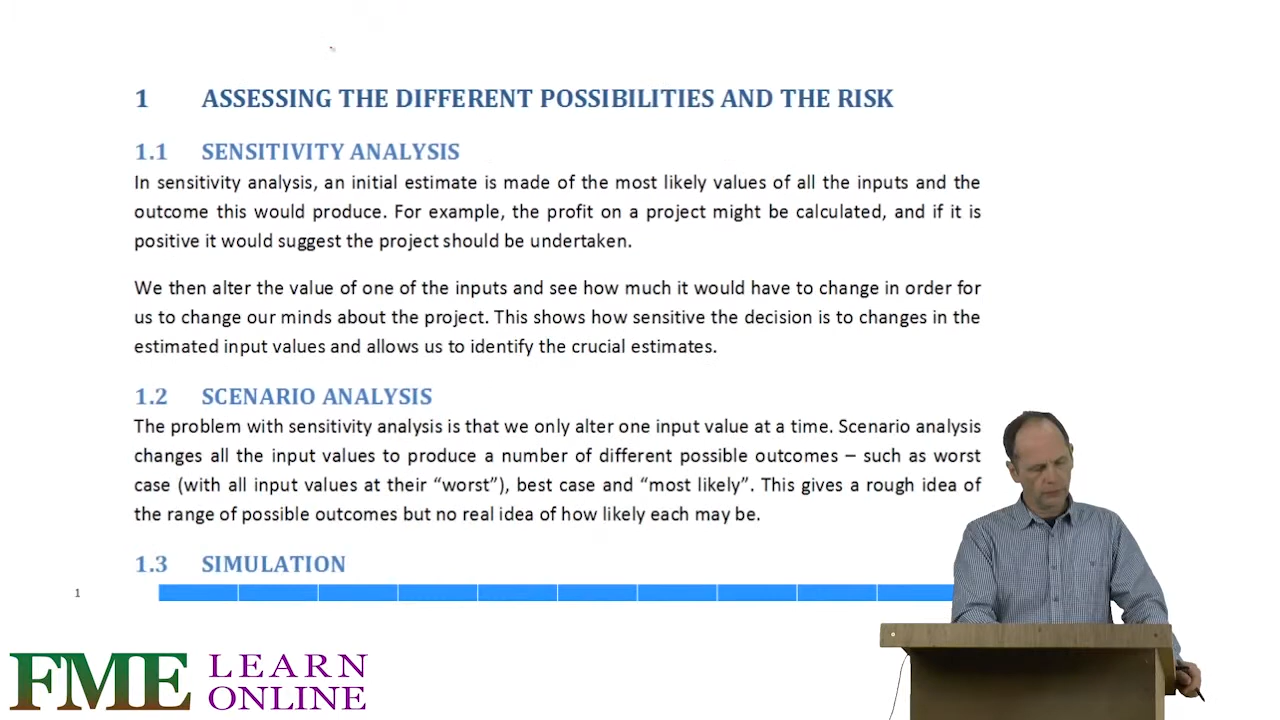 1 ASSESSING THE DIFFERENT POSSIBILITIES AND THE RISK
1.1 SENSITIVITY ANALYSIS
In sensitivity analysis, an initial estimate is made of the most likely values of all the inputs and the
outcome this would produce. For example, the profit on a project might be calculated, and if it is
positive it would suggest the project should be undertaken.
We then alter the value of one of the inputs and see how much it would have to change in order for
us to change our minds about the project. This shows how sensitive the decision is to changes in the
estimated input values and allows us to identify the crucial estimates.
1.2 SCENARIO ANALYSIS
The problem with sensitivity analysis is that we only alter one input value at a time. Scenario analysis
changes all the input values to produce a number of different possible outcomes – such as worst
case (with all input values at their “worst”), best case and “most likely”. This gives a rough idea of
the range of possible outcomes but no real idea of how likely each may be.
1.3 SIMULATION
1
FME LEARN
ONLINE